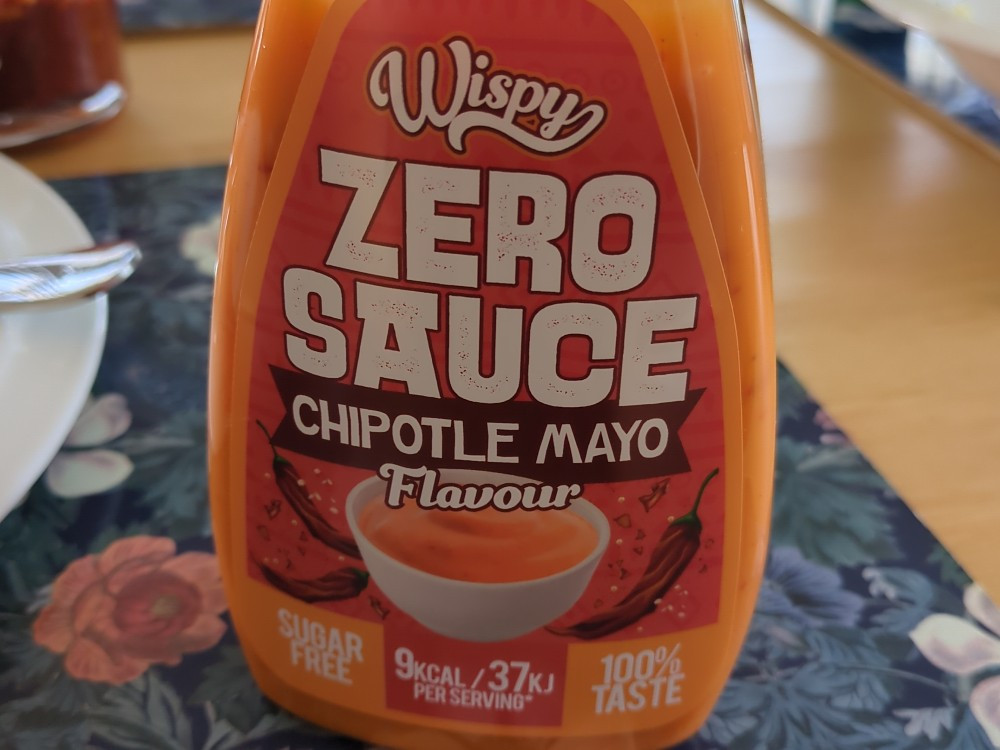 Wispy
ZERO
SAUCE
CHIPOTLE MAYO
Flavour
SUGAR
FREE
9KCAL / 37KJ
PER SERVING*
100%
TASTE